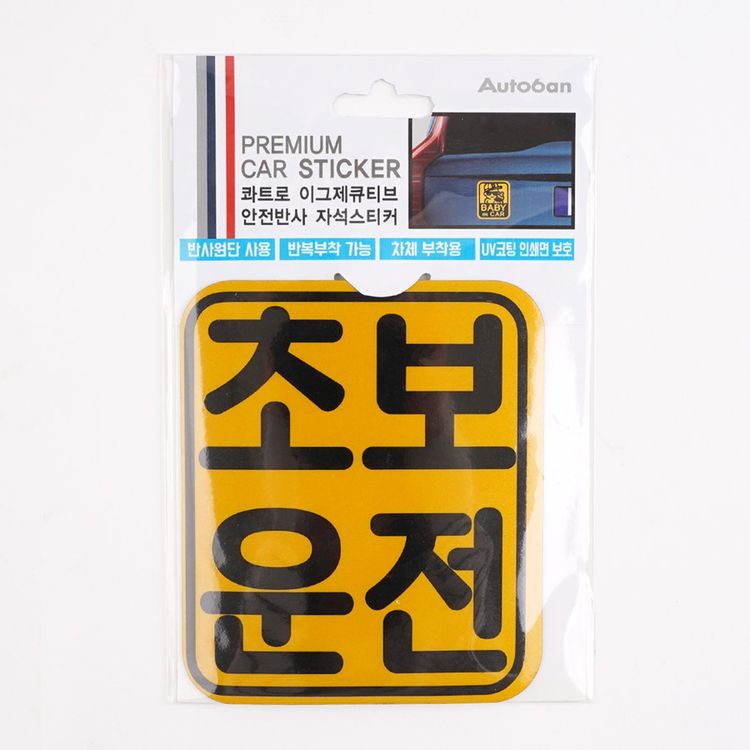 Autoban
PREMIUM
CAR STICKER
콰트로 이그제큐티브
안전반사 자석스티커
BABY
IN CAR
반사원단 사용 반복부착 가능 차체 부착용 UV코팅 인쇄면 보호
초보
운전